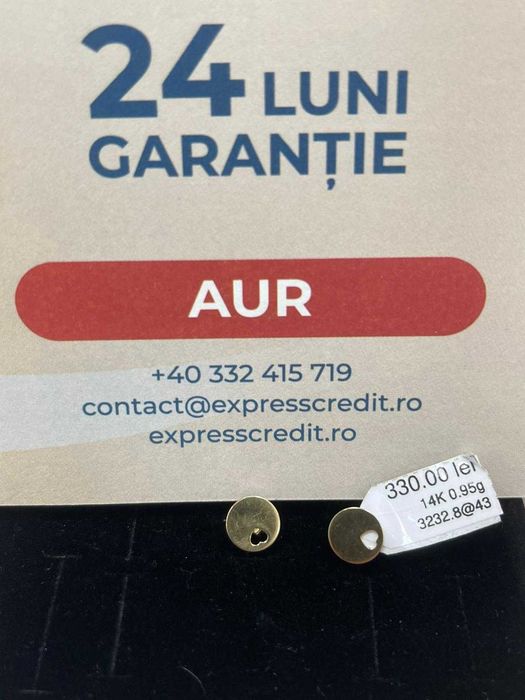 24 LUNI
GARANȚIE
AUR
+40 332 415 719
contact@expresscredit.ro
expresscredit.ro
330.00 lei
14K 0.95g
3232.8@43